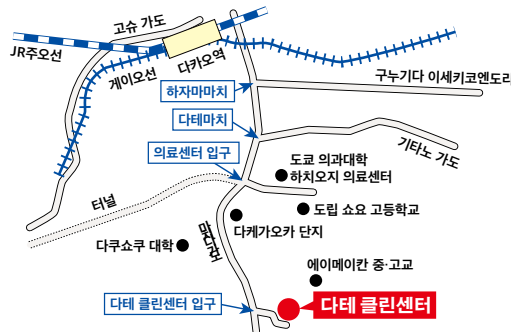 고슈 가도
JR주오선
게이오선
다카오역
구누기다 이세키코엔도리
하자마마치
다테마치
기타노 가도
의료센터 입구
도쿄 의과대학
하치오지 의료센터
터널
도립 쇼요 고등학교
마치다 가도
다케가오카 단지
다쿠쇼쿠 대학
에이메이칸 중·고교
다테 클린센터 입구
다테 클린센터